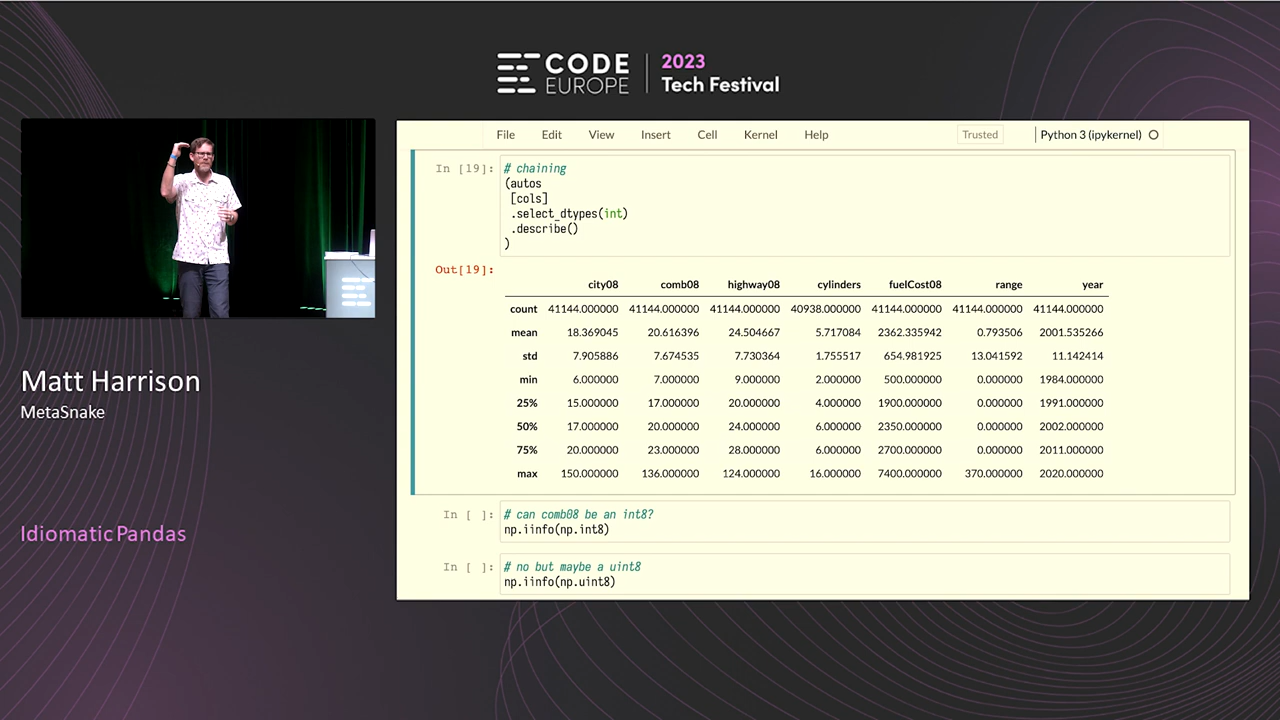 CODE EUROPE | 2023 Tech Festival
File Edit View Insert Cell Kernel Help Trusted Python 3 (ipykernel)
In [19]: # chaining
(autos
[cols]
.select_dtypes(int)
.describe()
)
Out[19]:
city08 comb08 highway08 cylinders fuelCost08 range year
count 41144.000000 41144.000000 41144.000000 40938.000000 41144.000000 41144.000000 41144.000000
mean 18.369045 20.616396 24.504667 5.717084 2362.335942 0.793506 2001.535266
std 7.905886 7.674535 7.730364 1.755517 654.981925 13.041592 11.142414
min 6.000000 7.000000 9.000000 2.000000 500.000000 0.000000 1984.000000
25% 15.000000 17.000000 20.000000 4.000000 1900.000000 0.000000 1991.000000
50% 17.000000 20.000000 24.000000 6.000000 2350.000000 0.000000 2002.000000
75% 20.000000 23.000000 28.000000 6.000000 2700.000000 0.000000 2011.000000
max 150.000000 136.000000 124.000000 16.000000 7400.000000 370.000000 2020.000000
In [ ]: # can comb08 be an int8?
np.iinfo(np.int8)
In [ ]: # no but maybe a uint8
np.iinfo(np.uint8)
Matt Harrison
MetaSnake
Idiomatic Pandas